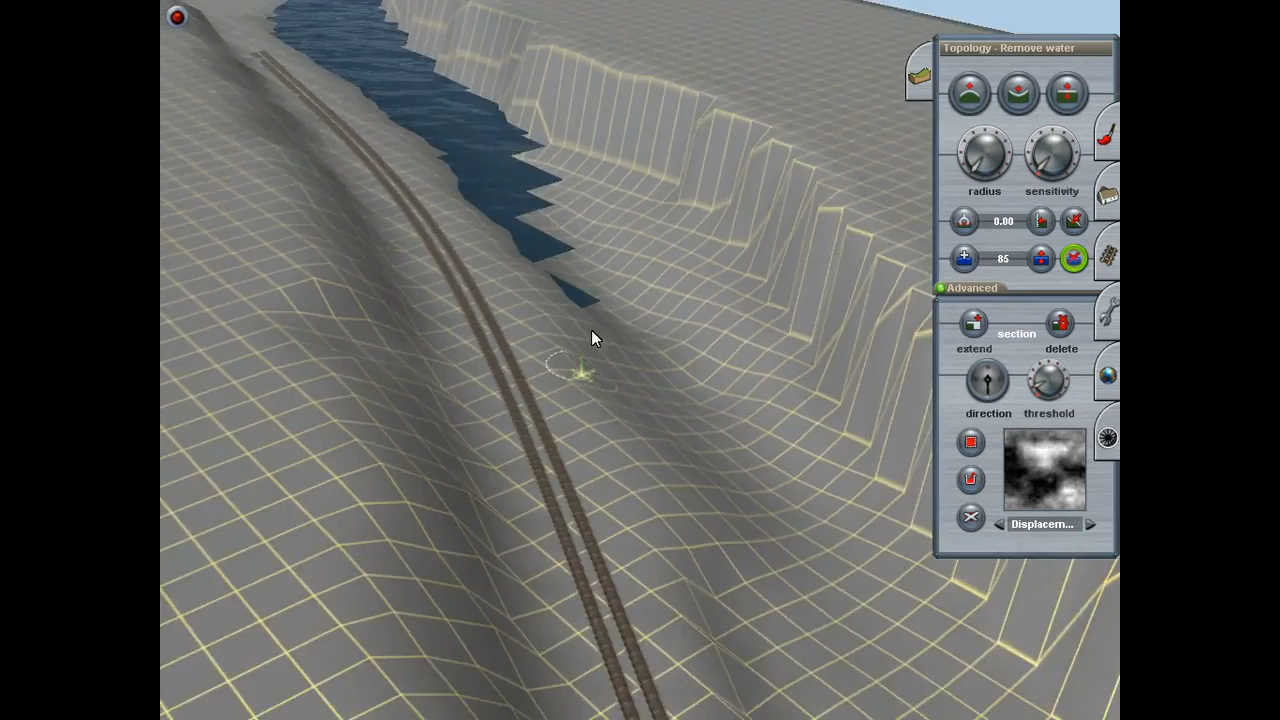 Topology - Remove water
radius sensitivity
0.00
85
Advanced
section
extend delete
direction threshold
Displacem...